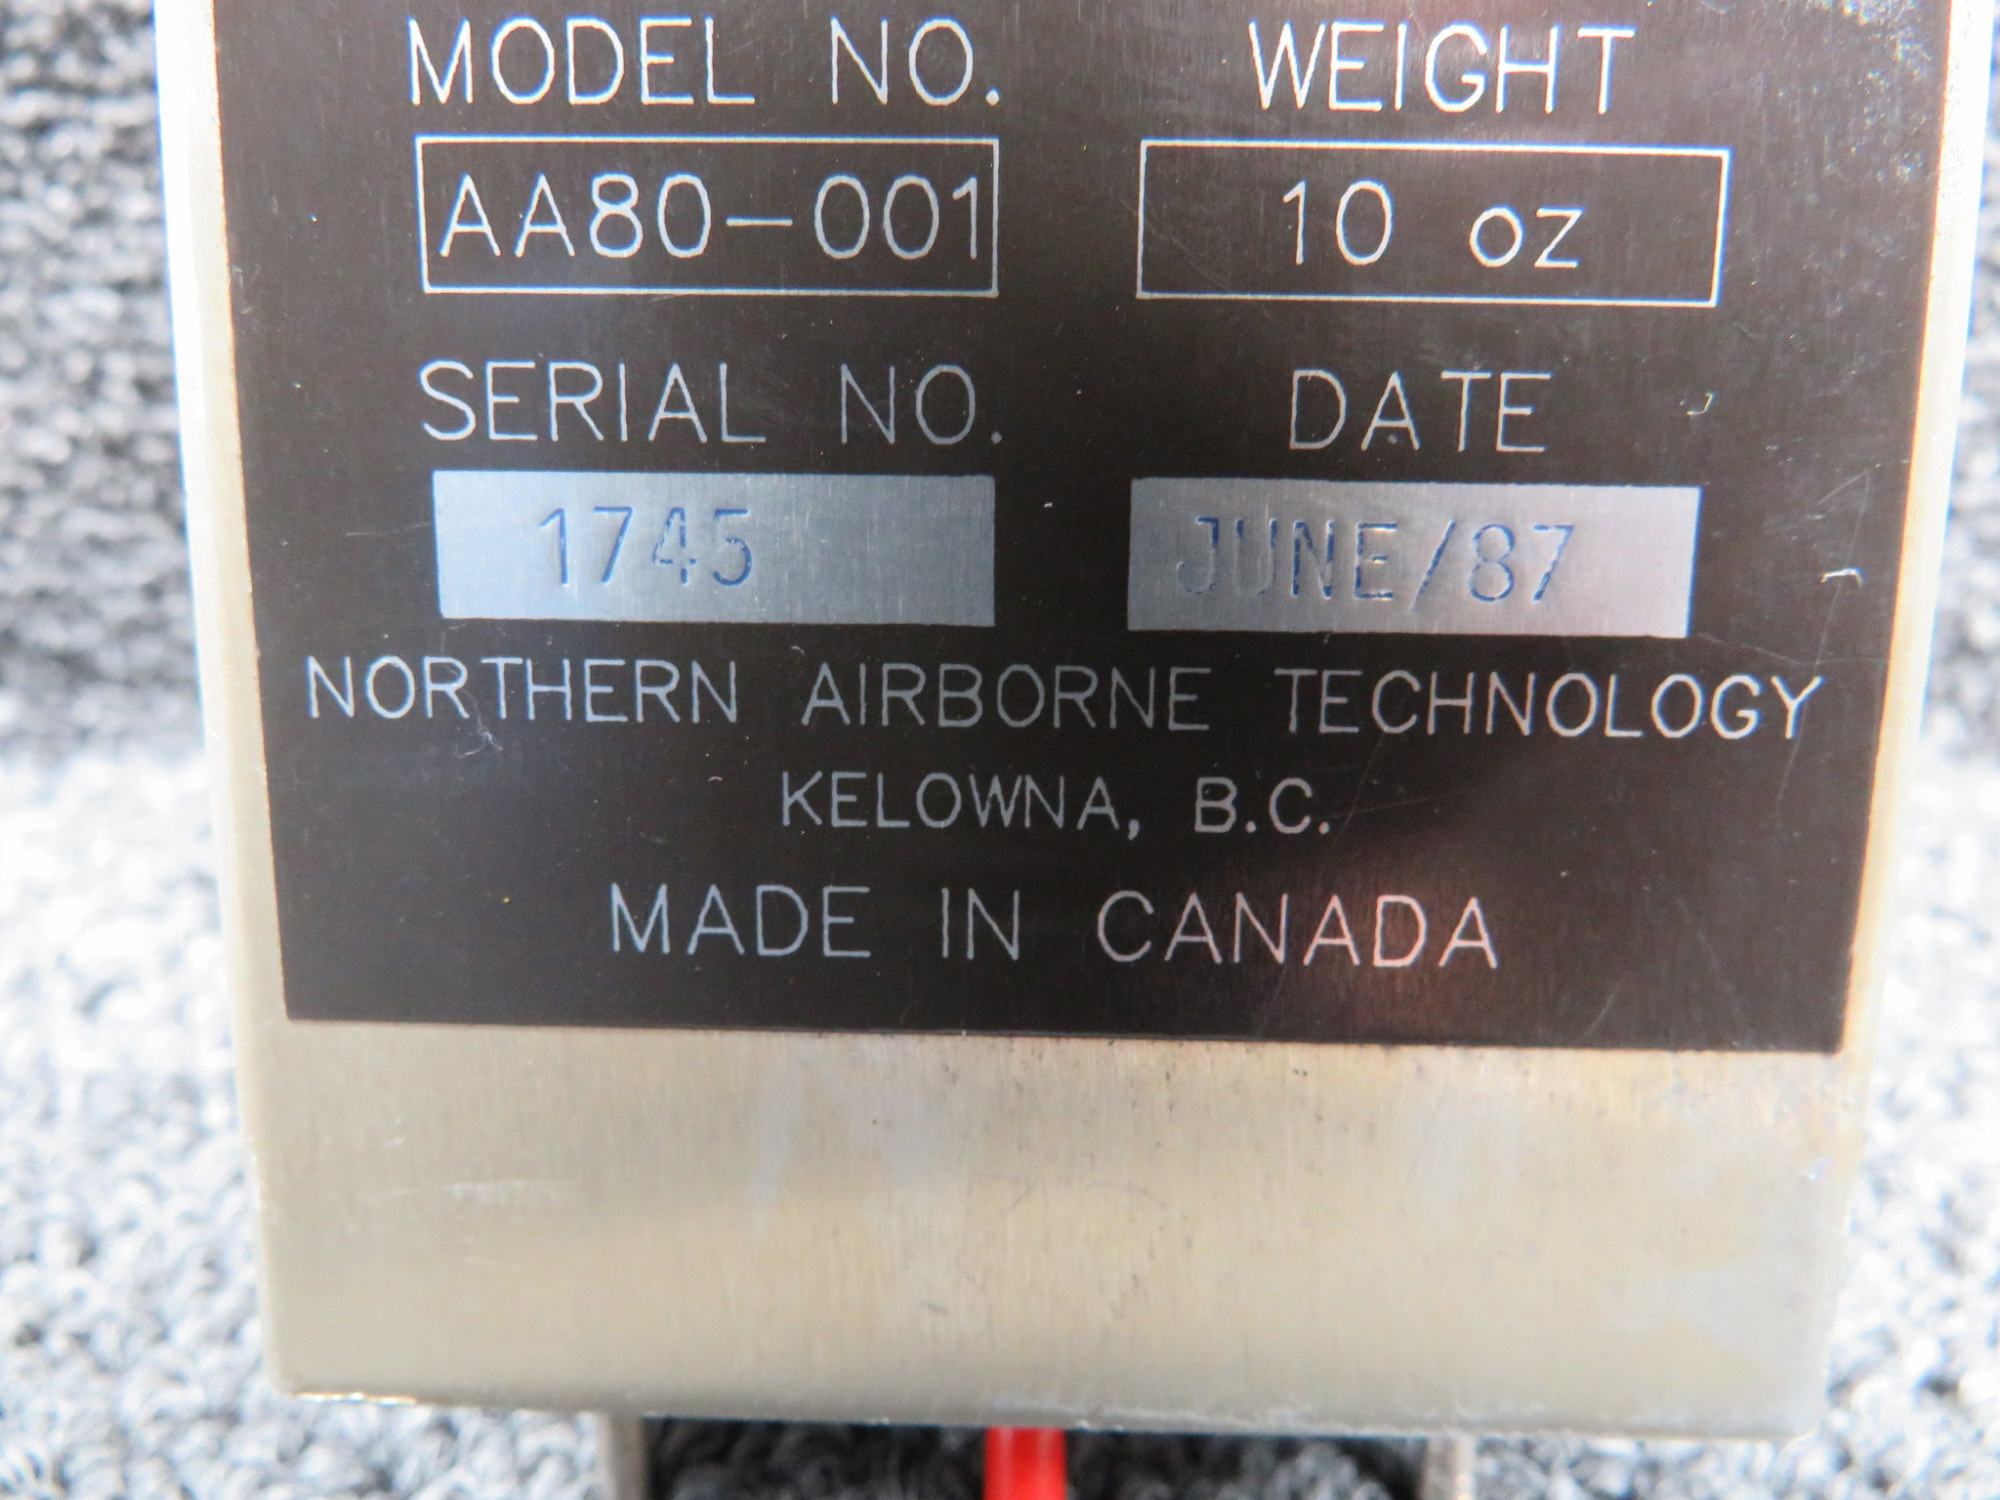 MODEL NO. WEIGHT
AA80-001 10 oz
SERIAL NO. DATE
1745 JUNE/87
NORTHERN AIRBORNE TECHNOLOGY
KELOWNA, B.C.
MADE IN CANADA